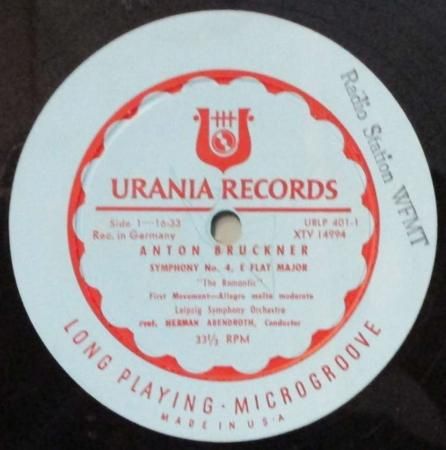 URANIA RECORDS
Side 1—16-33
URLP 401-1
Rec. in Germany
XTV 14994
ANTON BRUCKNER
SYMPHONY No. 4, E FLAT MAJOR
"The Romantic"
First Movement—Allegro molto moderato
Leipzig Symphony Orchestra
Prof. HERMAN ABENDROTH, Conductor
33⅓ RPM
LONG PLAYING - MICROGROOVE
MADE IN U•S•A
Radio Station WFMT